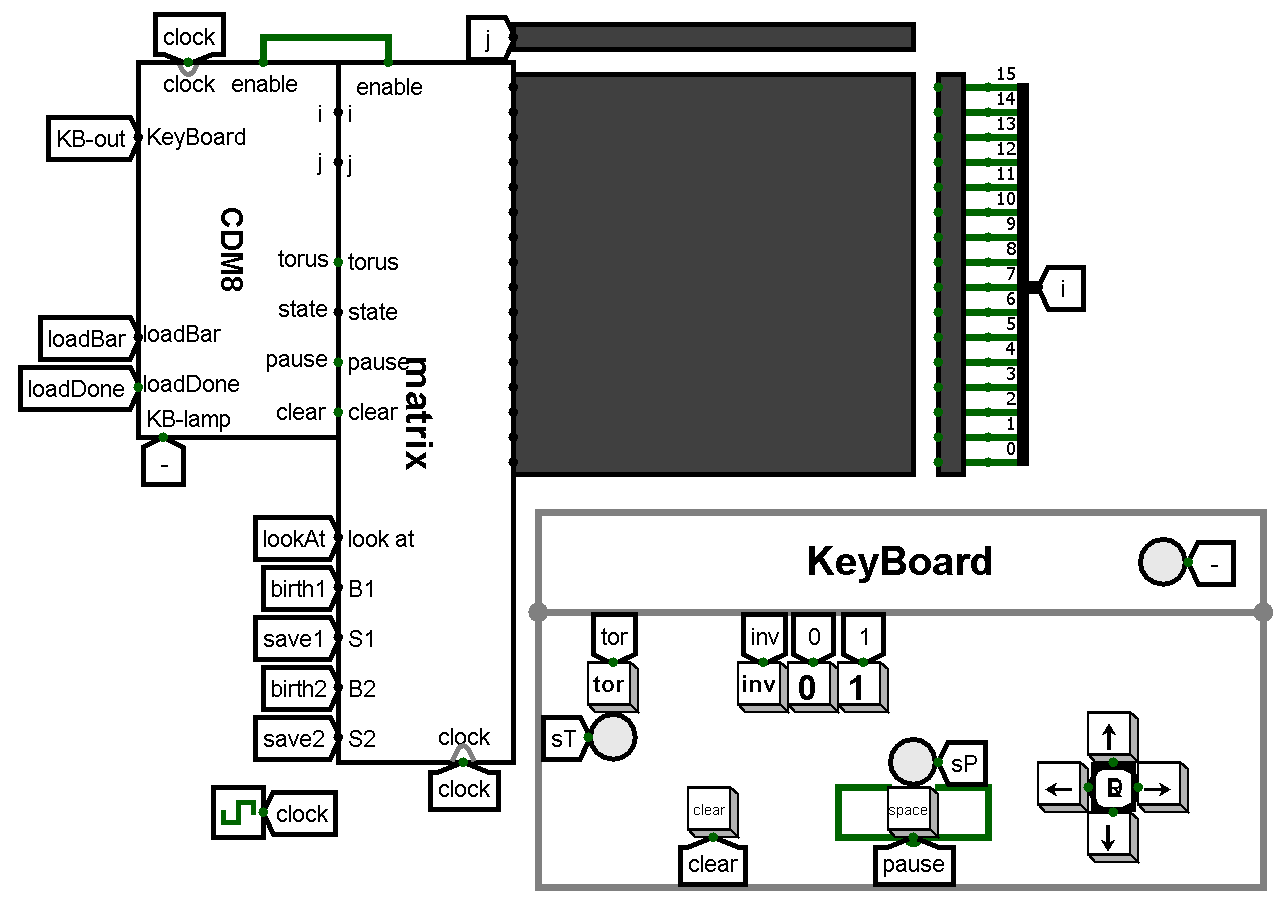 clock
j
clock
enable
enable
15
14
13
12
11
10
9
8
7
6
5
4
3
2
1
0
i
i
i
KB-out
KeyBoard
j
j
CDM8
torus
torus
state
state
pause
pause
clear
clear
matrix
loadBar
loadBar
loadDone
loadDone
KB-lamp
-
lookAt
look at
birth1
B1
save1
S1
birth2
B2
save2
S2
clock
clock
clock
KeyBoard
-
tor
inv
0
1
tor
inv
0
1
sT
sP
clear
space
clear
pause
↑
←
→
↓